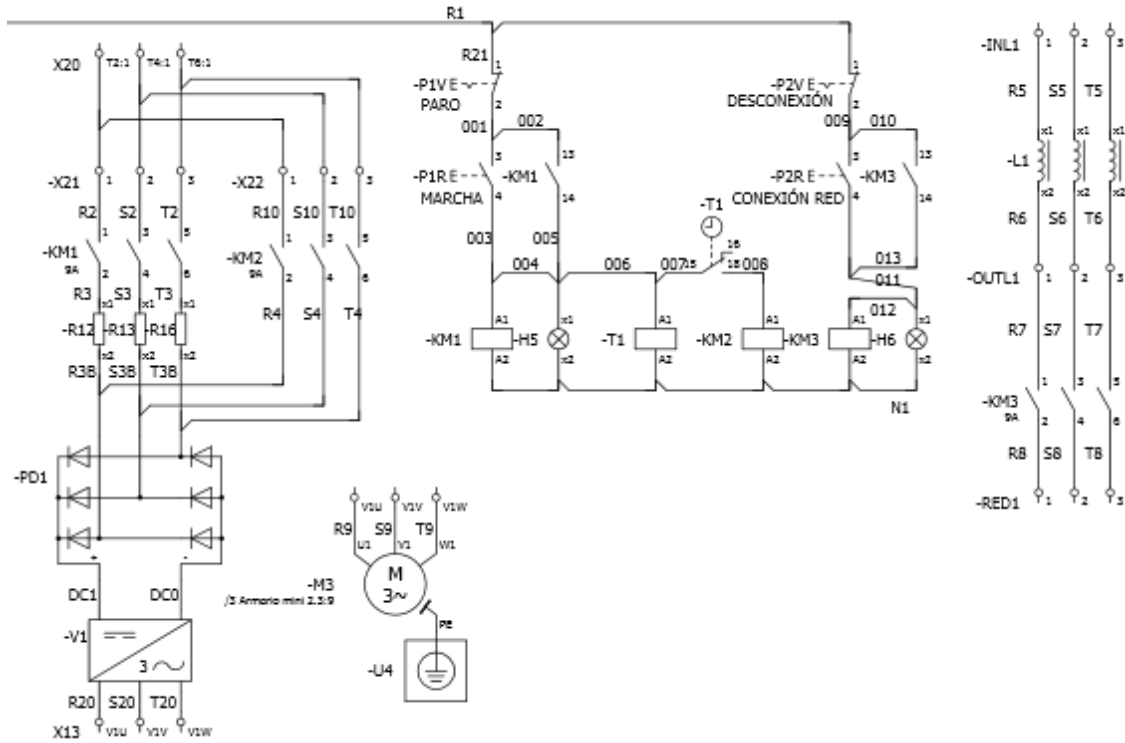 R1
X20 T2:1 T4:1 T6:1
R21
-P1V E
PARO
1
2
001 002
-P1R E
MARCHA
3
4
-KM1
13
14
003 005
004 006 007 008
-T1
15 16 18
-P2V E
DESCONEXIÓN
1
2
009 010
-P2R E
CONEXIÓN RED
3
4
-KM3
13
14
013
011
012
-KM1 A1 A2
-H5 x1 x2
-T1 A1 A2
-KM2 A1 A2
-KM3 A1 A2
-H6 x1 x2
N1
-X21 1 2 3
-X22 1 2 3
R2 S2 T2
R10 S10 T10
-KM1
9A
1 3 5
2 4 6
-KM2
9A
1 3 5
2 4 6
R3 S3 T3
R4 S4 T4
x1 x1 x1
-R12 -R13 -R16
x2 x2 x2
R3B S3B T3B
-PD1
+ -
DC1 DC0
-V1
3
R20 S20 T20
X13 V1U V1V V1W
V1U V1V V1W
R9 S9 T9
U1 V1 W1
M
3~
-M3
/3 Armario mini 2.3:9
PE
-U4
-INL1 1 2 3
R5 S5 T5
x1 x1 x1
-L1
x2 x2 x2
R6 S6 T6
-OUTL1 1 2 3
R7 S7 T7
-KM3
9A
1 3 5
2 4 6
R8 S8 T8
-RED1 1 2 3